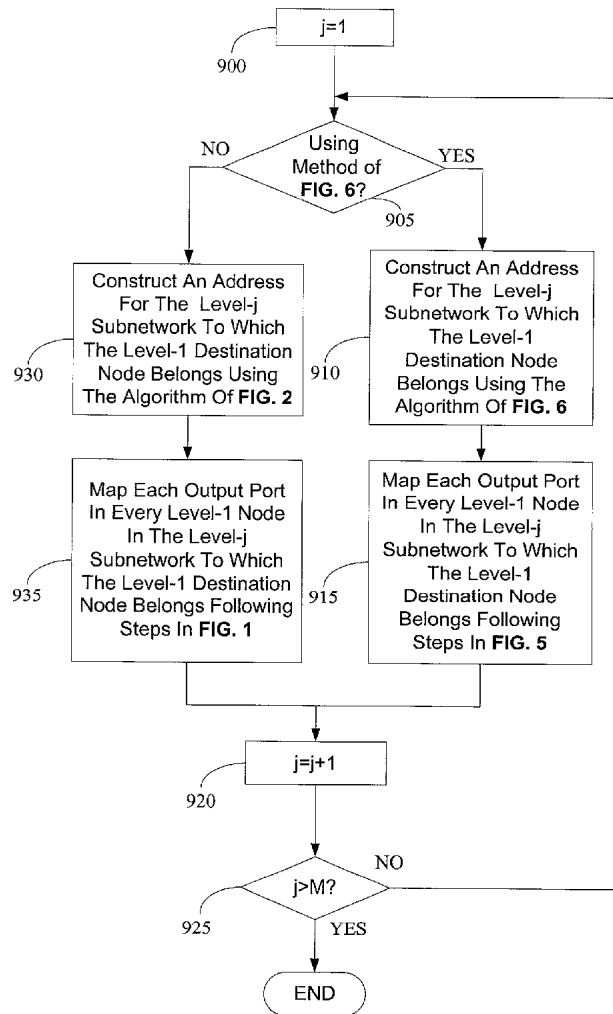 j=1
900
Using
Method of
FIG. 6?
NO
YES
905
Construct An Address
For The Level-j
Subnetwork To Which
The Level-1 Destination
Node Belongs Using
The Algorithm Of FIG. 2
930
Construct An Address
For The Level-j
Subnetwork To Which
The Level-1
Destination Node
Belongs Using The
Algorithm Of FIG. 6
910
Map Each Output Port
In Every Level-1 Node
In The Level-j
Subnetwork To Which
The Level-1 Destination
Node Belongs Following
Steps In FIG. 1
935
Map Each Output Port
In Every Level-1 Node
In The Level-j
Subnetwork To Which
The Level-1
Destination Node
Belongs Following
Steps In FIG. 5
915
j=j+1
920
j>M?
NO
925
YES
END